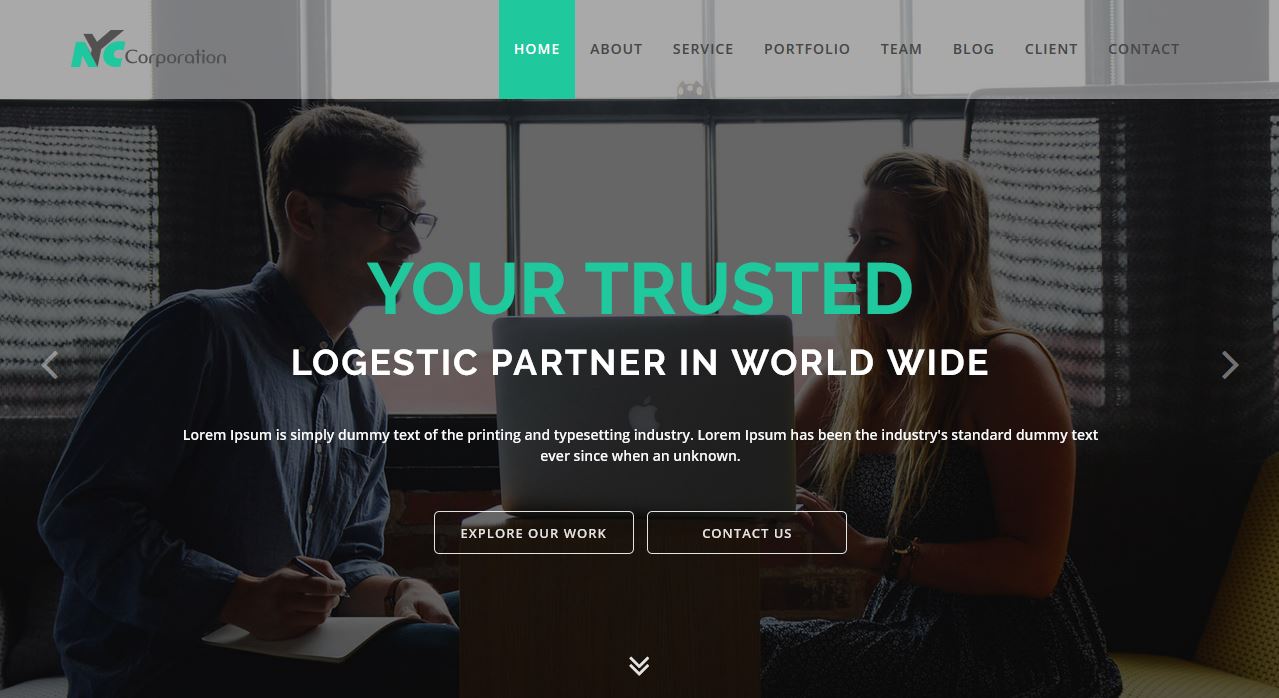 NYC Corporation
HOME ABOUT SERVICE PORTFOLIO TEAM BLOG CLIENT CONTACT
YOUR TRUSTED
LOGESTIC PARTNER IN WORLD WIDE
Lorem Ipsum is simply dummy text of the printing and typesetting industry. Lorem Ipsum has been the industry's standard dummy text
ever since when an unknown.
EXPLORE OUR WORK CONTACT US